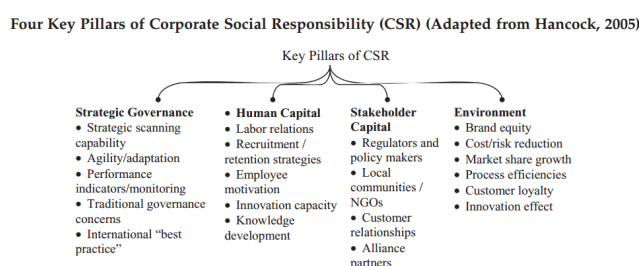 Four Key Pillars of Corporate Social Responsibility (CSR) (Adapted from Hancock, 2005)
Key Pillars of CSR
Strategic Governance
• Strategic scanning
capability
• Agility/adaptation
• Performance
indicators/monitoring
• Traditional governance
concerns
• International “best
practice”
• Human Capital
• Labor relations
• Recruitment /
retention strategies
• Employee
motivation
• Innovation capacity
• Knowledge
development
Stakeholder
Capital
• Regulators and
policy makers
• Local
communities /
NGOs
• Customer
relationships
• Alliance
partners
Environment
• Brand equity
• Cost/risk reduction
• Market share growth
• Process efficiencies
• Customer loyalty
• Innovation effect